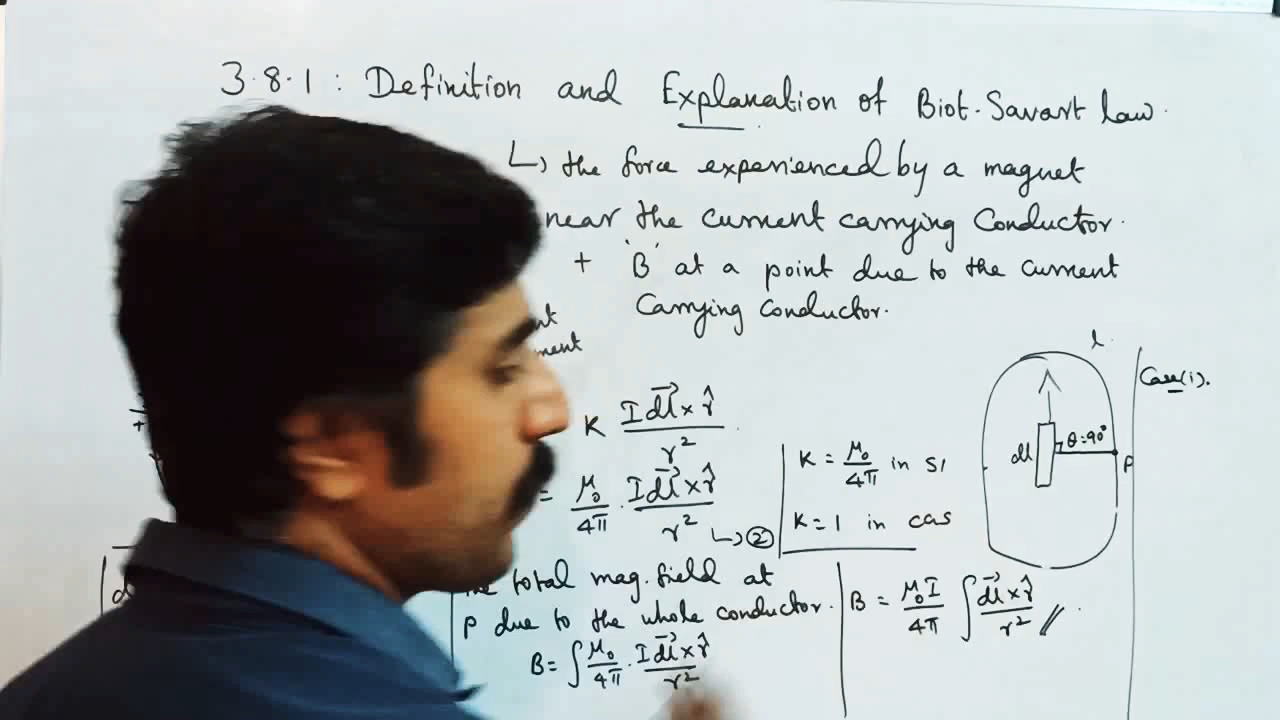 3.8.1 : Definition and Explanation of Biot-Savart law.
↳ the force experienced by a magnet
near the current carrying Conductor.
+ 'B' at a point due to the current
Carrying conductor.
K I dl⃗ × r̂ / r²
= μ₀/4π . I dl⃗ × r̂ / r² ↳ ②
K = μ₀/4π in SI
K = 1 in CGS
l
dl θ=90° P
Case(i).
total mag. field at
P due to the whole conductor.
B = ∫ μ₀/4π . I dl⃗ × r̂ / r²
B = μ₀I/4π ∫ dl⃗ × r̂ / r² //